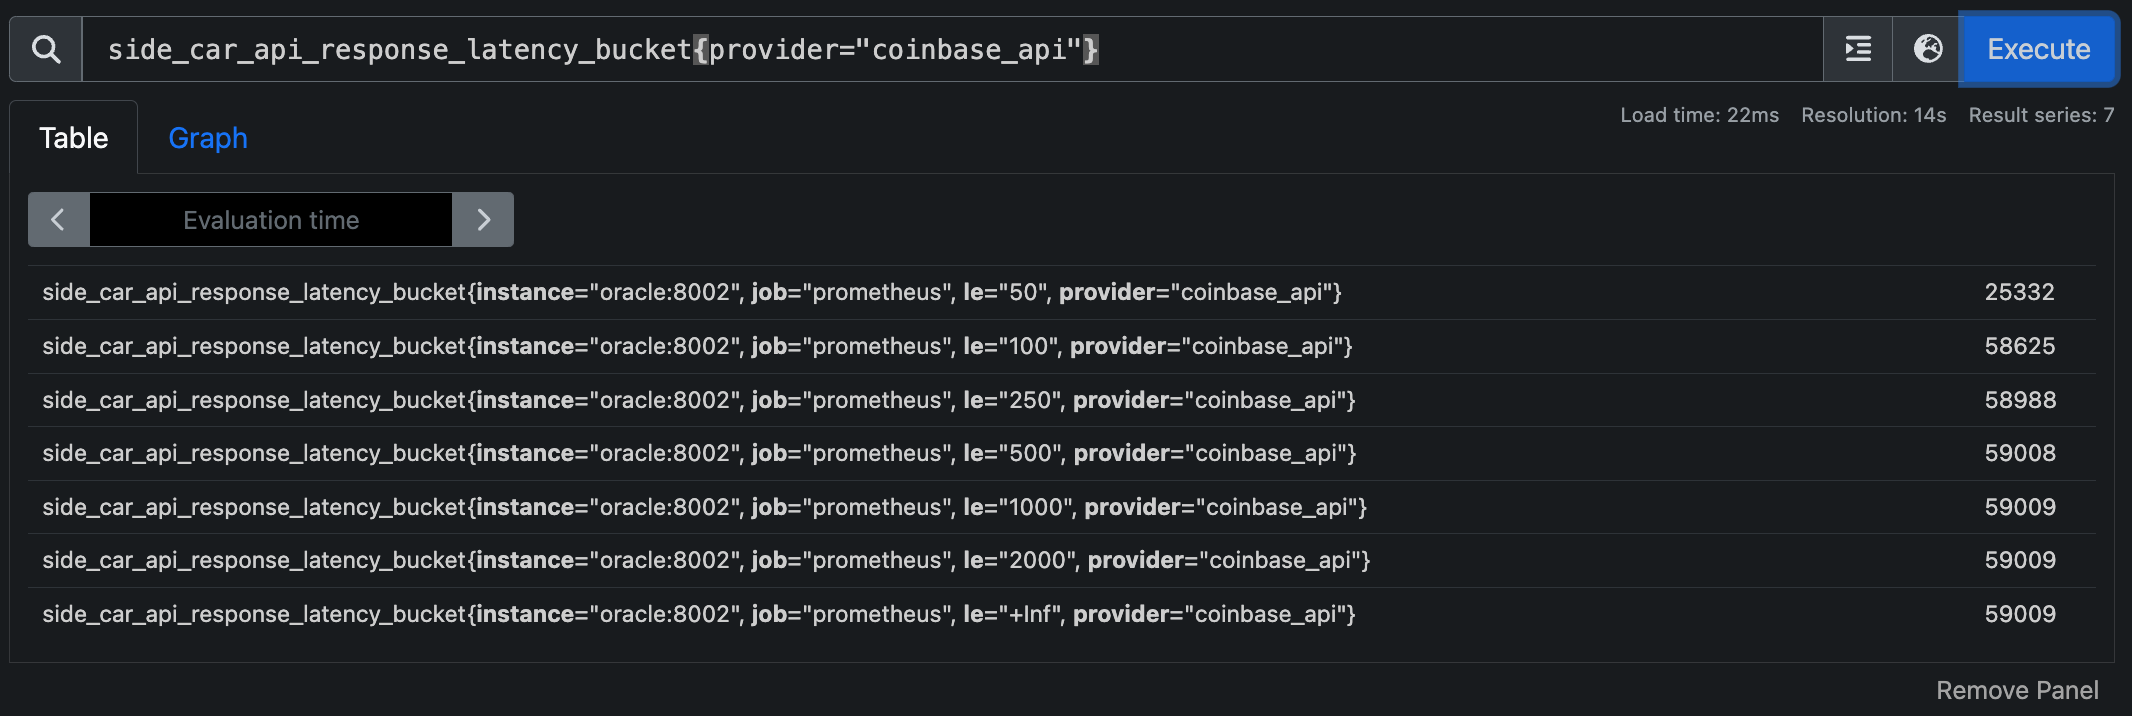 side_car_api_response_latency_bucket{provider="coinbase_api"}
Execute
Load time: 22ms Resolution: 14s Result series: 7
Table Graph
Evaluation time
side_car_api_response_latency_bucket{instance="oracle:8002", job="prometheus", le="50", provider="coinbase_api"} 25332
side_car_api_response_latency_bucket{instance="oracle:8002", job="prometheus", le="100", provider="coinbase_api"} 58625
side_car_api_response_latency_bucket{instance="oracle:8002", job="prometheus", le="250", provider="coinbase_api"} 58988
side_car_api_response_latency_bucket{instance="oracle:8002", job="prometheus", le="500", provider="coinbase_api"} 59008
side_car_api_response_latency_bucket{instance="oracle:8002", job="prometheus", le="1000", provider="coinbase_api"} 59009
side_car_api_response_latency_bucket{instance="oracle:8002", job="prometheus", le="2000", provider="coinbase_api"} 59009
side_car_api_response_latency_bucket{instance="oracle:8002", job="prometheus", le="+Inf", provider="coinbase_api"} 59009
Remove Panel